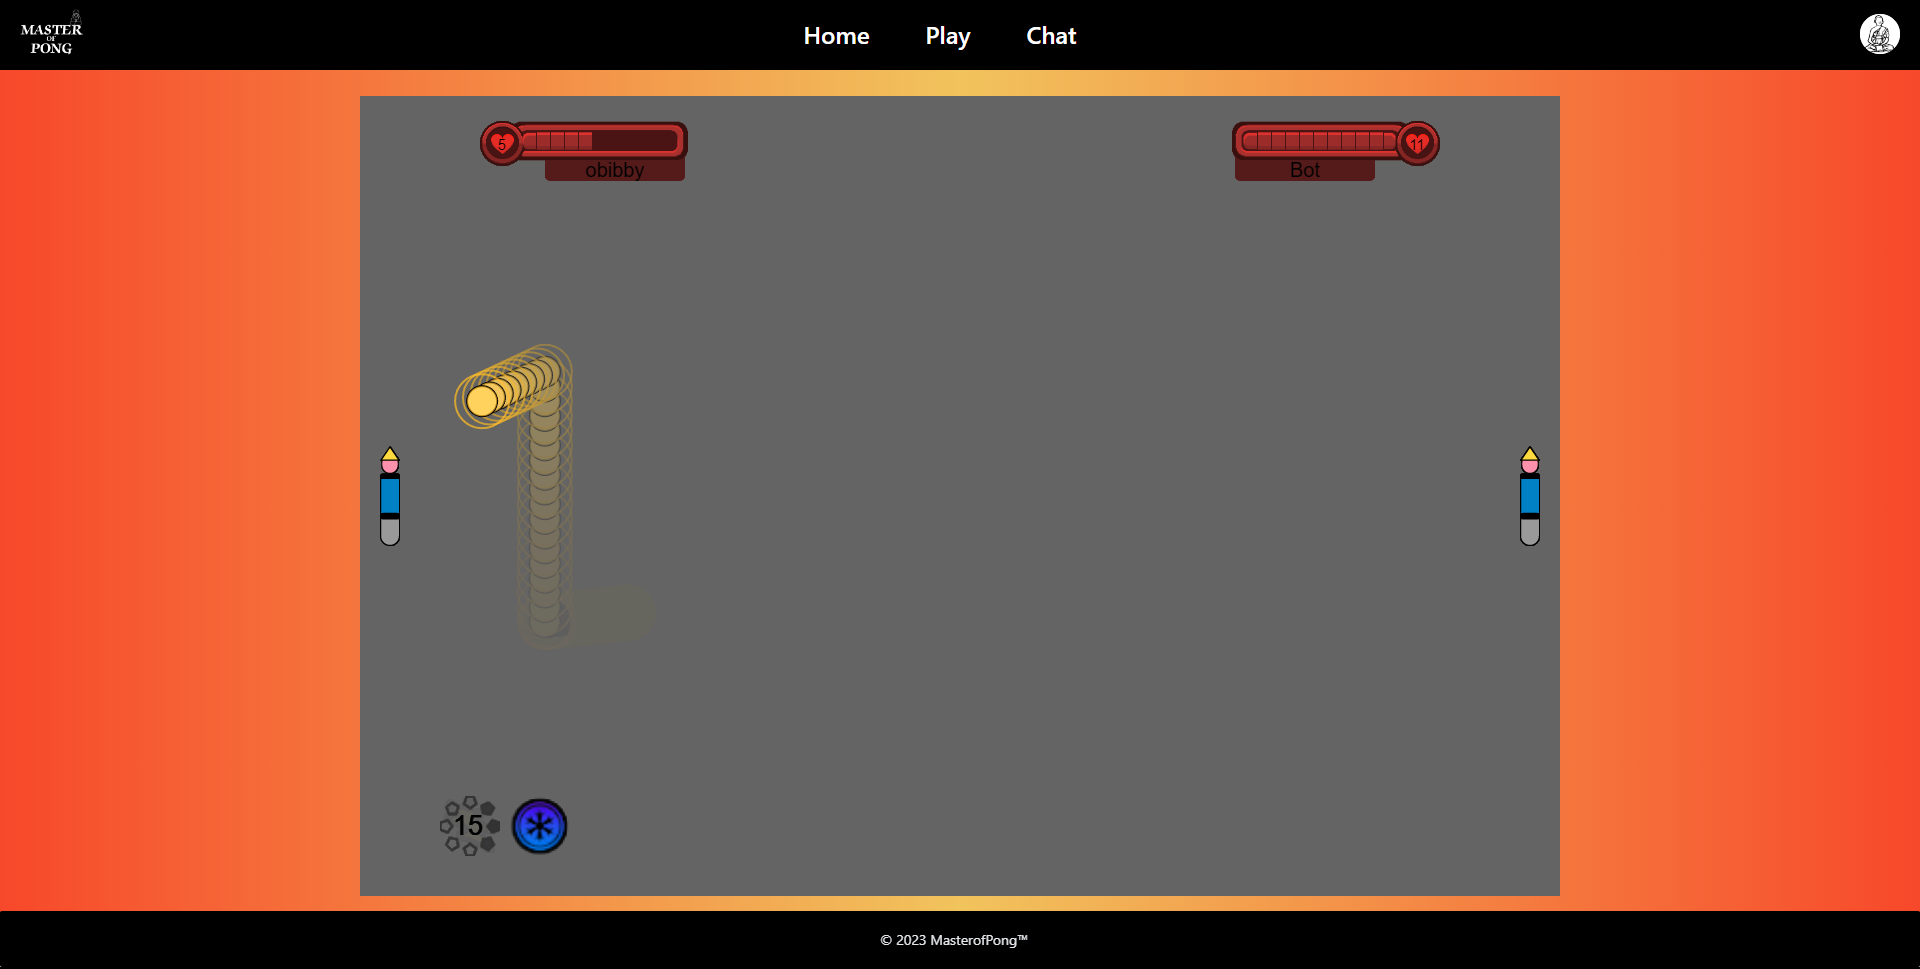 MASTER
OF
PONG
Home
Play
Chat
5
11
obibby
Bot
15
© 2023 MasterofPong™